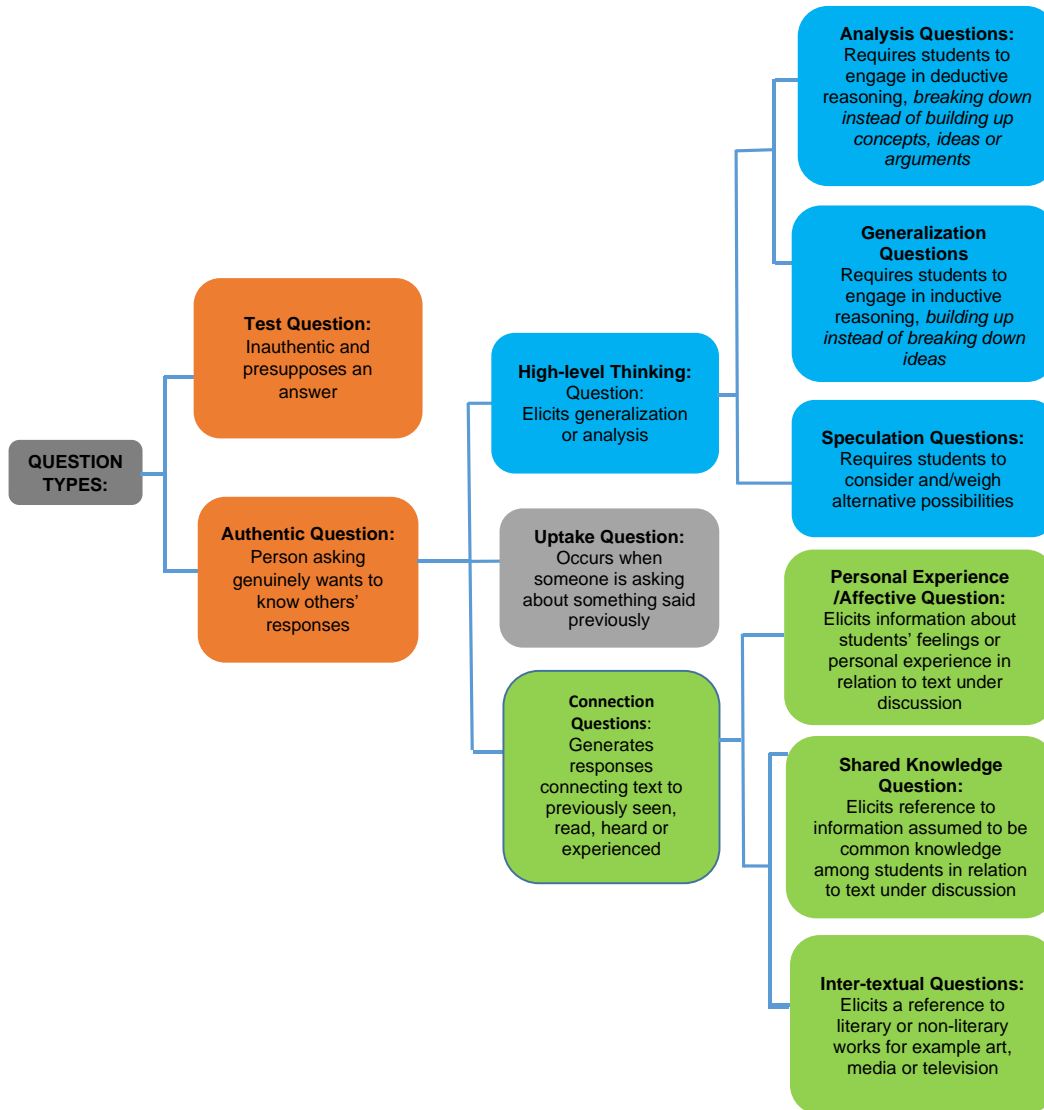 QUESTION
TYPES:
Test Question:
Inauthentic and
presupposes an
answer
Authentic Question:
Person asking
genuinely wants to
know others’
responses
High-level Thinking:
Question:
Elicits generalization
or analysis
Uptake Question:
Occurs when
someone is asking
about something said
previously
Connection
Questions:
Generates
responses
connecting text to
previously seen,
read, heard or
experienced
Analysis Questions:
Requires students to
engage in deductive
reasoning, breaking down
instead of building up
concepts, ideas or
arguments
Generalization
Questions
Requires students to
engage in inductive
reasoning, building up
instead of breaking down
ideas
Speculation Questions:
Requires students to
consider and/weigh
alternative possibilities
Personal Experience
/Affective Question:
Elicits information about
students’ feelings or
personal experience in
relation to text under
discussion
Shared Knowledge
Question:
Elicits reference to
information assumed to be
common knowledge
among students in relation
to text under discussion
Inter-textual Questions:
Elicits a reference to
literary or non-literary
works for example art,
media or television